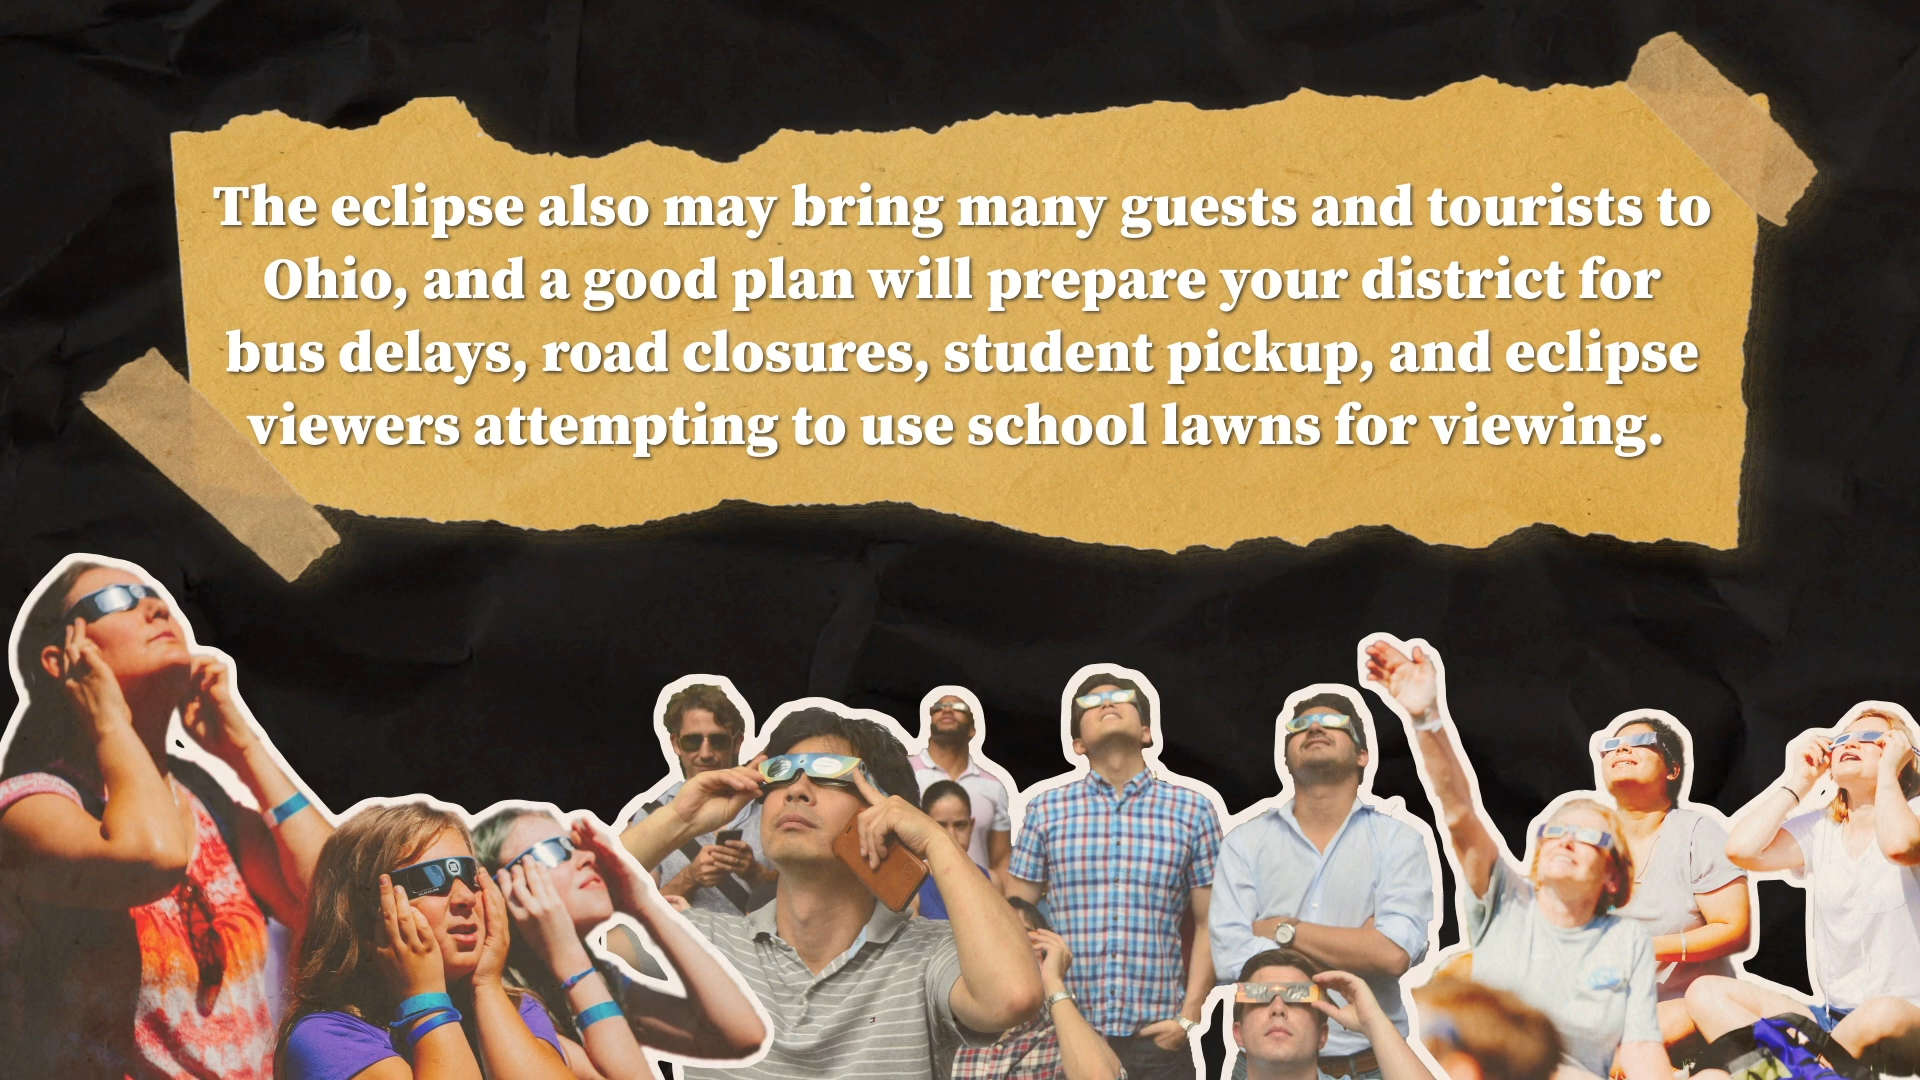 The eclipse also may bring many guests and tourists to
Ohio, and a good plan will prepare your district for
bus delays, road closures, student pickup, and eclipse
viewers attempting to use school lawns for viewing.